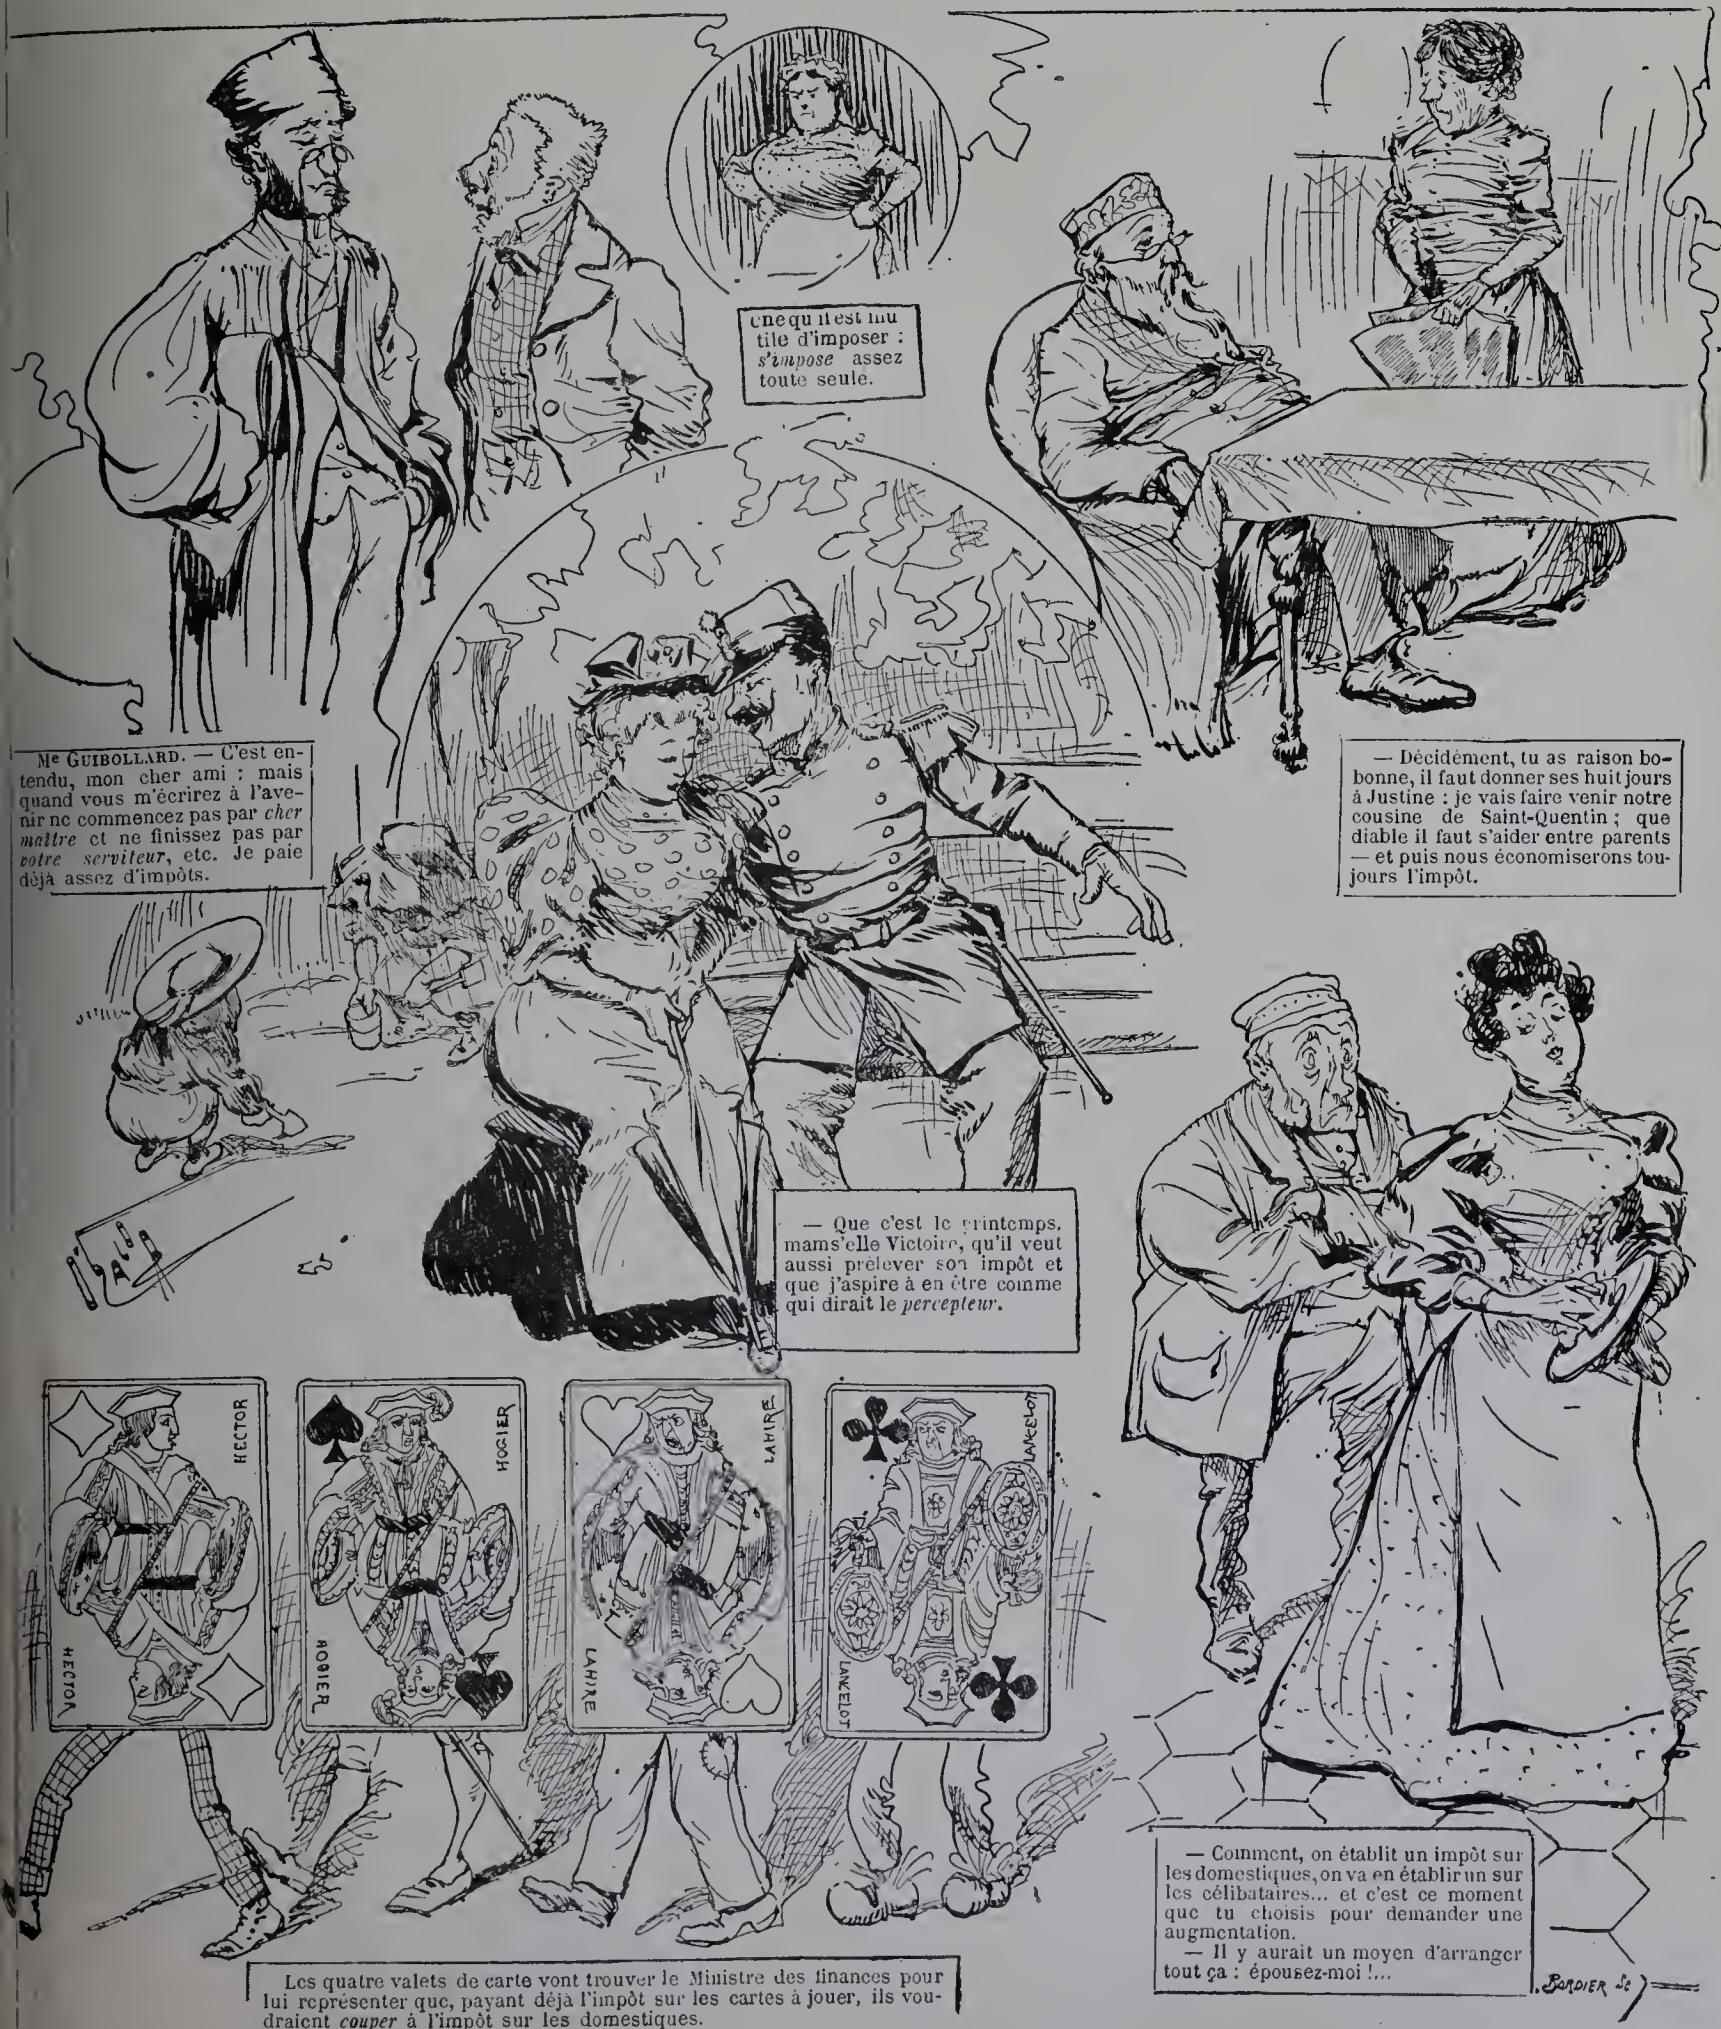 Une qu'il est inu
tile d'imposer :
s'impose assez
toute seule.
Me GUIBOLLARD. — C'est en-
tendu, mon cher ami : mais
quand vous m'écrirez à l'ave-
nir ne commencez pas par cher
maître et ne finissez pas par
votre serviteur, etc. Je paie
déjà assez d'impôts.
— Décidément, tu as raison bo-
bonne, il faut donner ses huit jours
à Justine : je vais faire venir notre
cousine de Saint-Quentin ; que
diable il faut s'aider entre parents
— et puis nous économiserons tou-
jours l'impôt.
— Que c'est le printemps,
mams'elle Victoire, qu'il veut
aussi prélever son impôt et
que j'aspire à en être comme
qui dirait le percepteur.
HECTOR
HOGIER
LAHIRE
LANCELOT
HECTOR
HOGIER
LAHIRE
LANCELOT
— Comment, on établit un impôt sur
les domestiques, on va en établir un sur
les célibataires... et c'est ce moment
que tu choisis pour demander une
augmentation.
— Il y aurait un moyen d'arranger
tout ça : épousez-moi !...
BORDIER Sc
Les quatre valets de carte vont trouver le Ministre des finances pour
lui représenter que, payant déjà l'impôt sur les cartes à jouer, ils vou-
draient couper à l'impôt sur les domestiques.